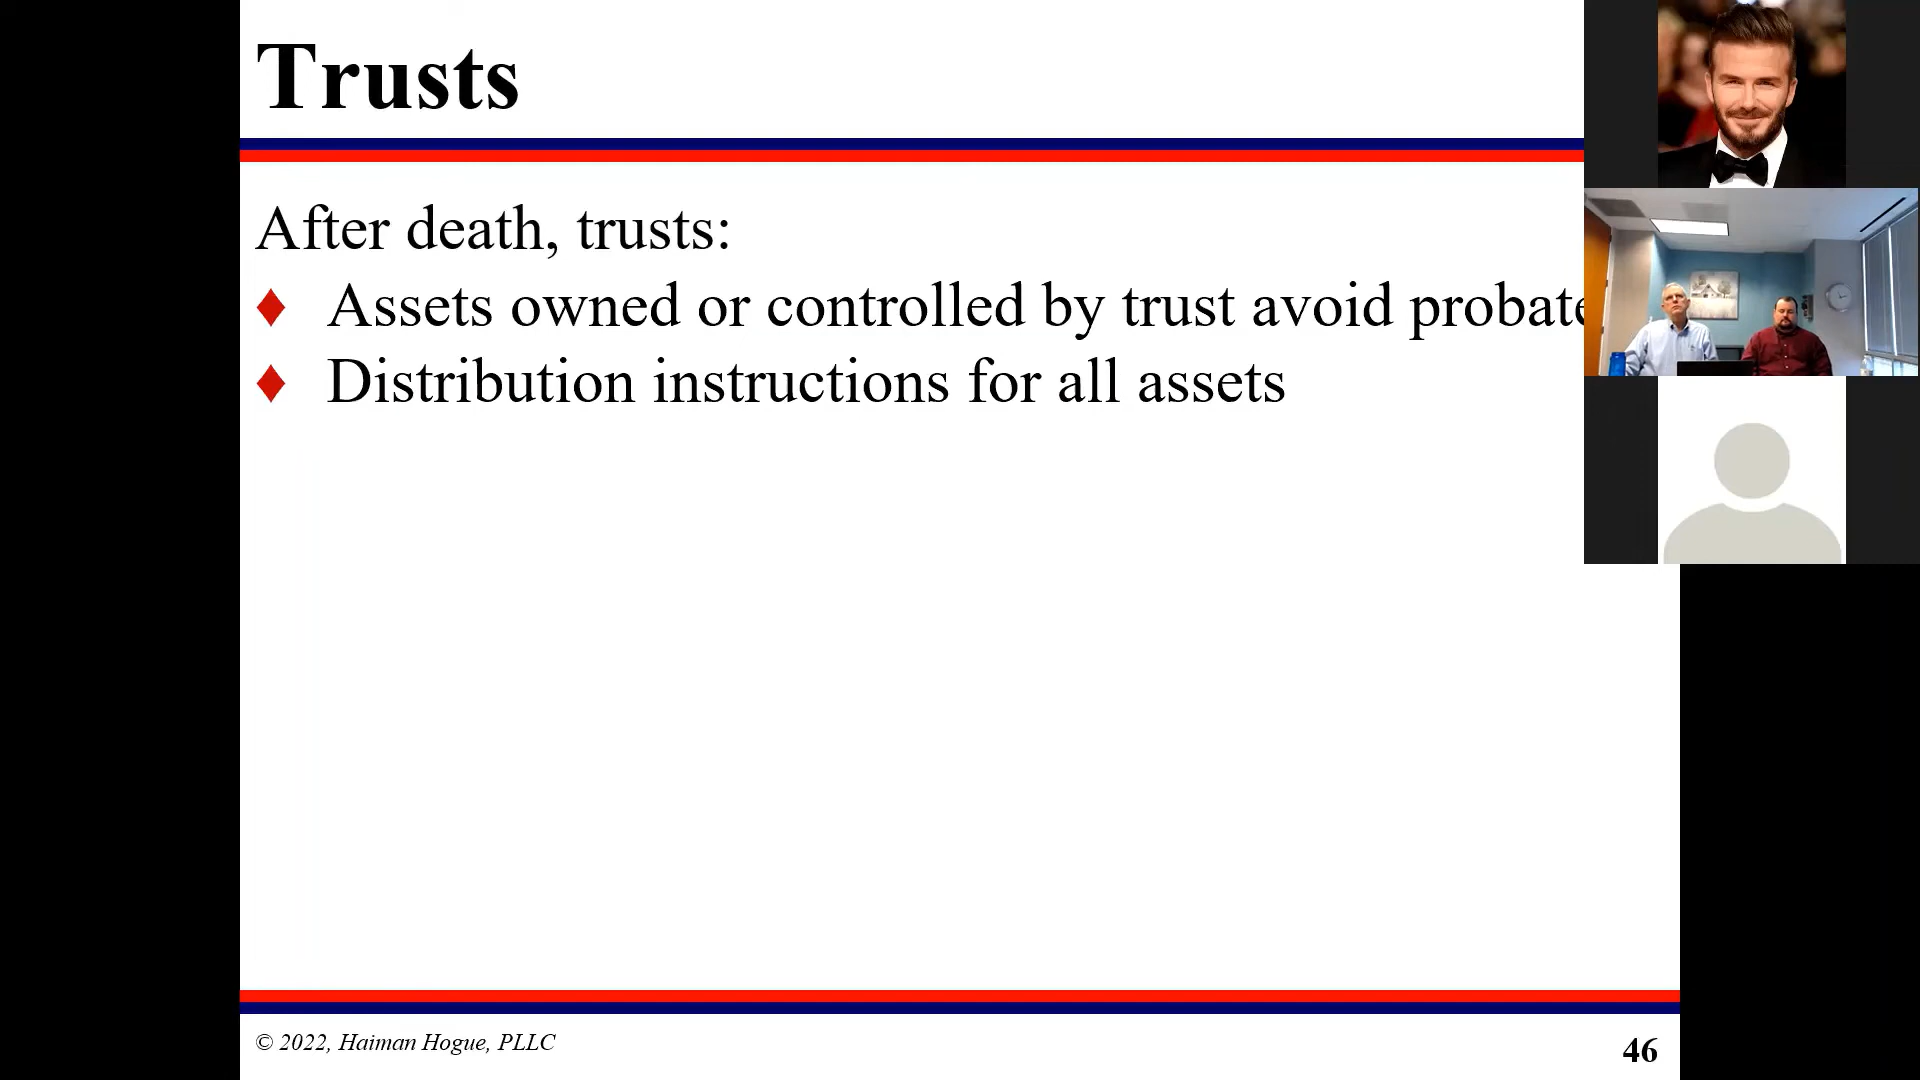 Trusts
After death, trusts:
Assets owned or controlled by trust avoid probate
Distribution instructions for all assets
© 2022, Haiman Hogue, PLLC
46